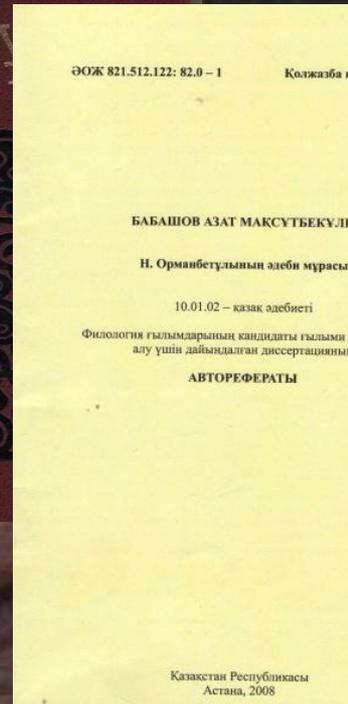 ӘОЖ 821.512.122: 82.0 – 1 Қолжазба
БАБАШОВ АЗАТ МАҚСҰТБЕКҰЛ
Н. Орманбетұлының әдеби мұрасы
10.01.02 – қазақ әдебиеті
Филология ғылымдарының кандидаты ғылыми
алу үшін дайындалған диссертацияны
АВТОРЕФЕРАТЫ
Қазақстан Республикасы
Астана, 2008